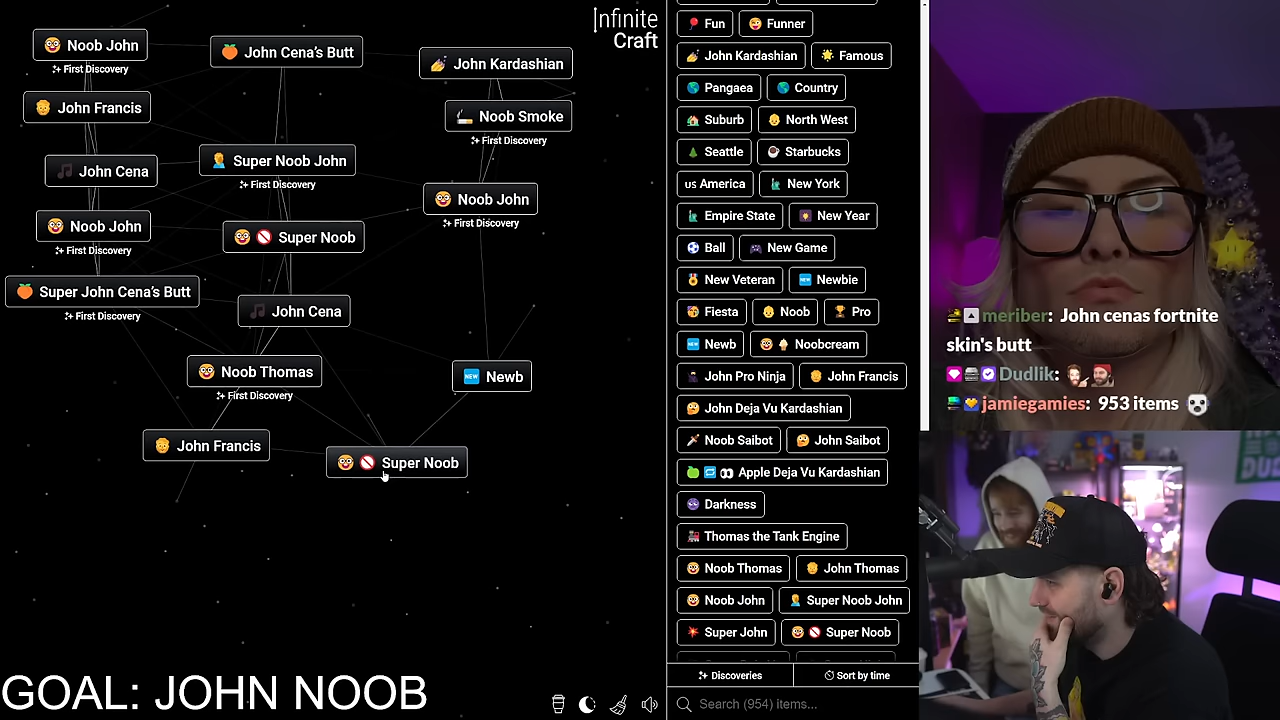 Noob John
First Discovery
John Cena's Butt
John Kardashian
John Francis
Noob Smoke
First Discovery
Super Noob John
First Discovery
John Cena
Noob John
First Discovery
Noob John
First Discovery
Super Noob
Super John Cena's Butt
First Discovery
John Cena
Noob Thomas
First Discovery
NEW Newb
John Francis
Super Noob
GOAL: JOHN NOOB
Infinite
Craft
Fun Funner
John Kardashian Famous
Pangaea Country
Suburb North West
Seattle Starbucks
us America New York
Empire State New Year
Ball New Game
New Veteran NEW Newbie
Fiesta Noob Pro
NEW Newb Noobcream
John Pro Ninja John Francis
John Deja Vu Kardashian
Noob Saibot John Saibot
Apple Deja Vu Kardashian
Darkness
Thomas the Tank Engine
Noob Thomas John Thomas
Noob John Super Noob John
Super John Super Noob
Discoveries Sort by time
Search (954) items...
meriber: John cenas fortnite
skin's butt
Dudlik:
jamiegamies: 953 items